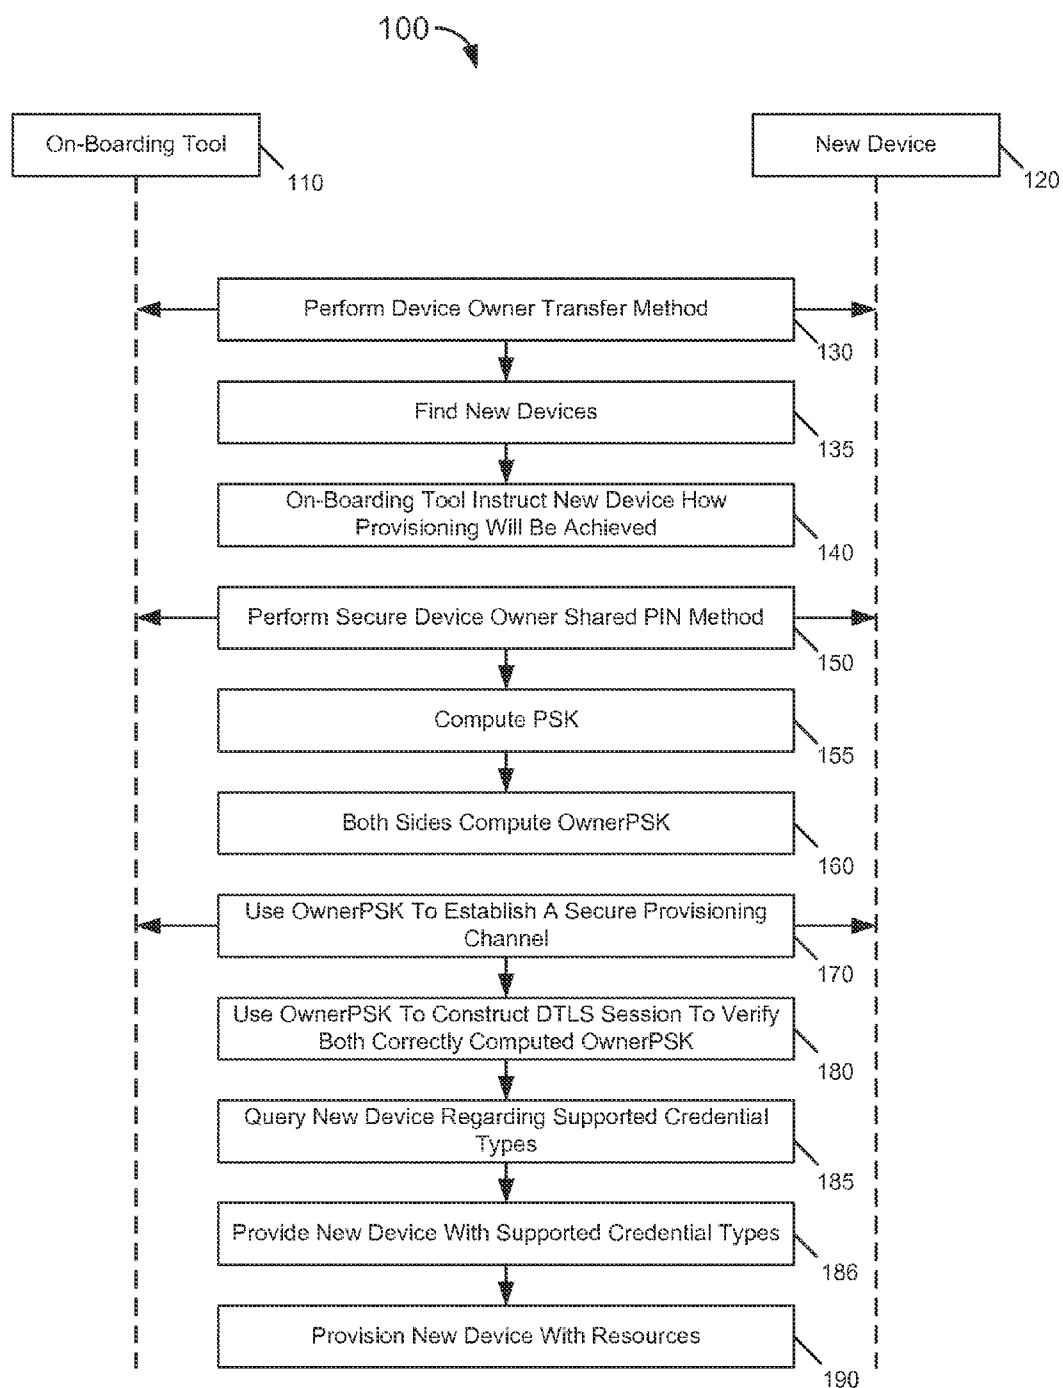 100
On-Boarding Tool
110
New Device
120
Perform Device Owner Transfer Method
130
Find New Devices
135
On-Boarding Tool Instruct New Device How
Provisioning Will Be Achieved
140
Perform Secure Device Owner Shared PIN Method
150
Compute PSK
155
Both Sides Compute OwnerPSK
160
Use OwnerPSK To Establish A Secure Provisioning
Channel
170
Use OwnerPSK To Construct DTLS Session To Verify
Both Correctly Computed OwnerPSK
180
Query New Device Regarding Supported Credential
Types
185
Provide New Device With Supported Credential Types
186
Provision New Device With Resources
190